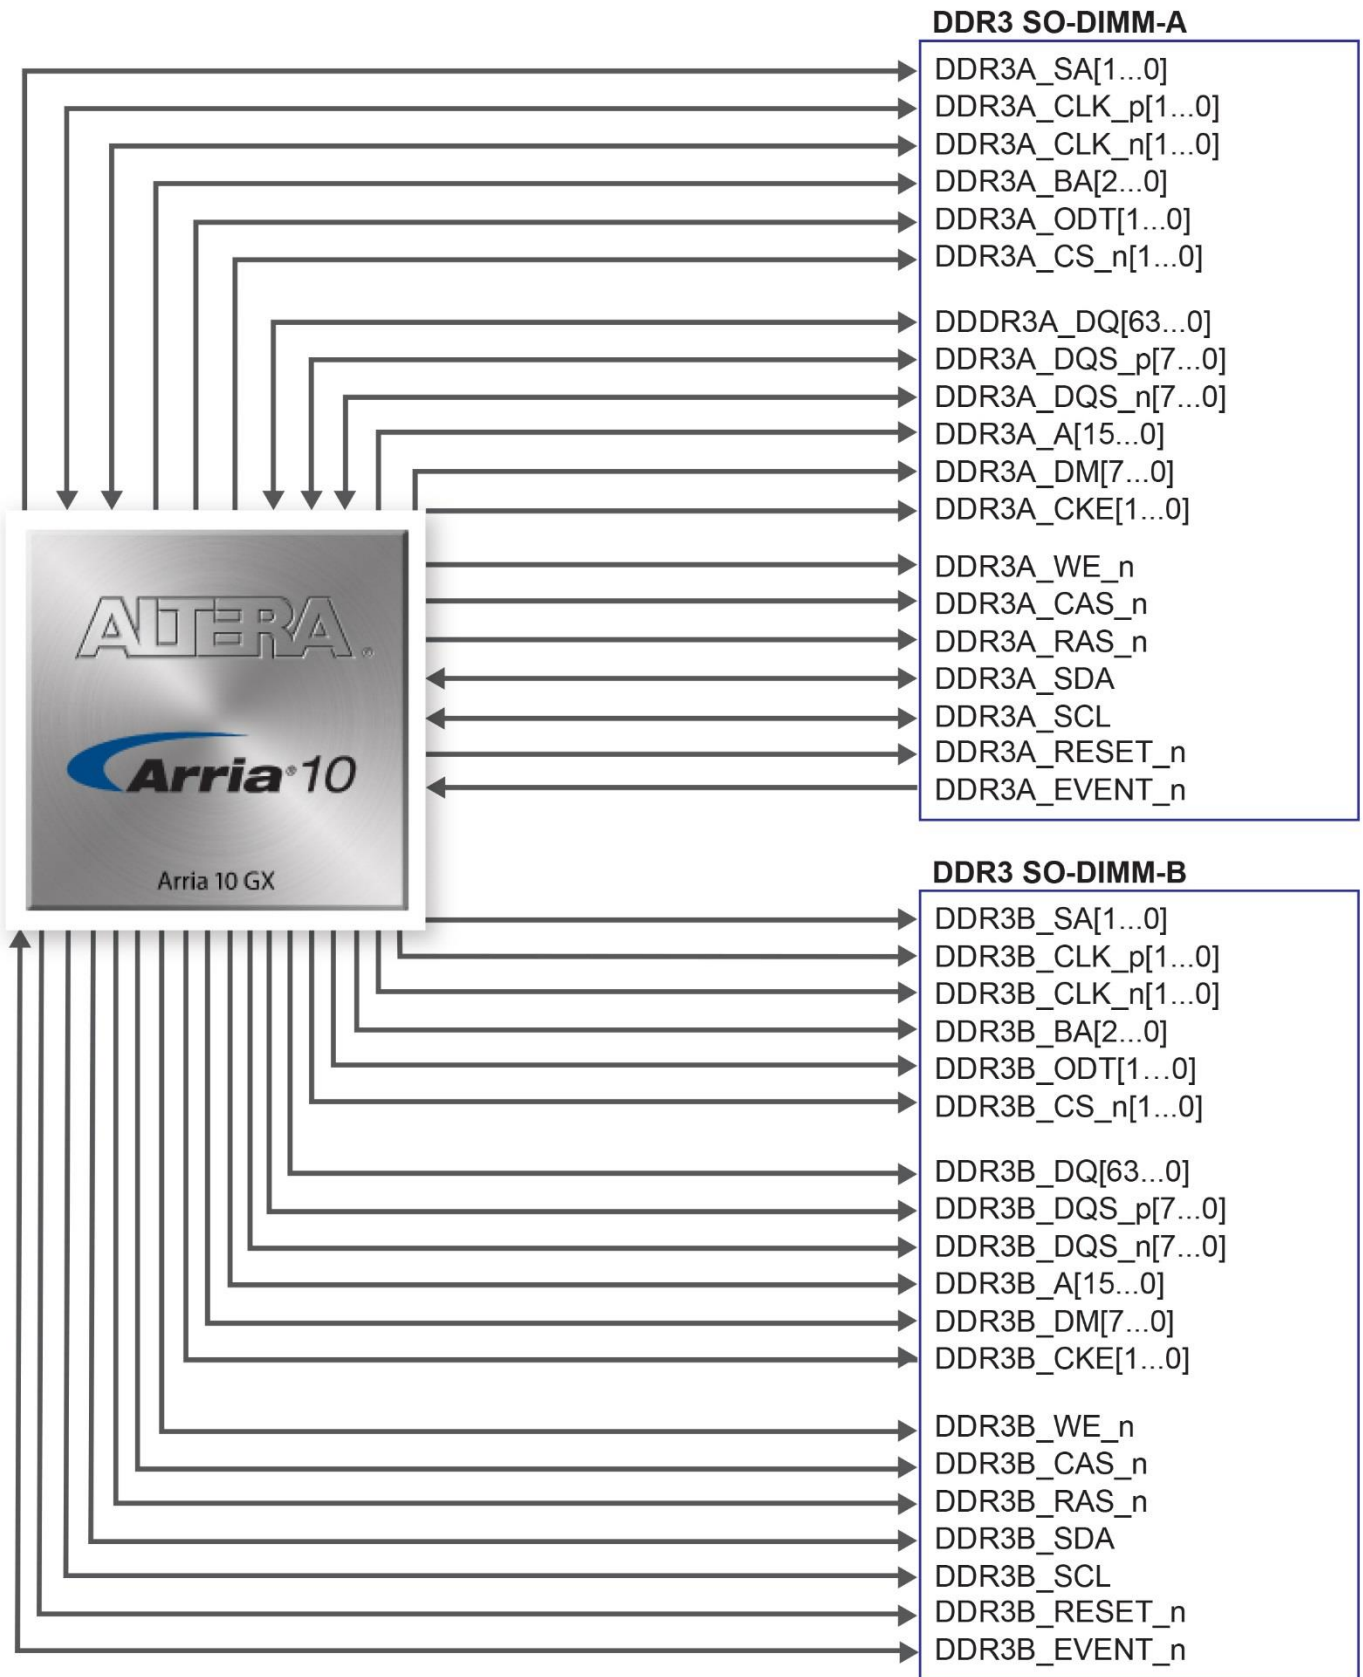 DDR3 SO-DIMM-A
DDR3A_SA[1...0]
DDR3A_CLK_p[1...0]
DDR3A_CLK_n[1...0]
DDR3A_BA[2...0]
DDR3A_ODT[1...0]
DDR3A_CS_n[1...0]
DDDR3A_DQ[63...0]
DDR3A_DQS_p[7...0]
DDR3A_DQS_n[7...0]
DDR3A_A[15...0]
DDR3A_DM[7...0]
DDR3A_CKE[1...0]
DDR3A_WE_n
DDR3A_CAS_n
DDR3A_RAS_n
DDR3A_SDA
DDR3A_SCL
DDR3A_RESET_n
DDR3A_EVENT_n
ALTERA®
Arria® 10
Arria 10 GX
DDR3 SO-DIMM-B
DDR3B_SA[1...0]
DDR3B_CLK_p[1...0]
DDR3B_CLK_n[1...0]
DDR3B_BA[2...0]
DDR3B_ODT[1...0]
DDR3B_CS_n[1...0]
DDR3B_DQ[63...0]
DDR3B_DQS_p[7...0]
DDR3B_DQS_n[7...0]
DDR3B_A[15...0]
DDR3B_DM[7...0]
DDR3B_CKE[1...0]
DDR3B_WE_n
DDR3B_CAS_n
DDR3B_RAS_n
DDR3B_SDA
DDR3B_SCL
DDR3B_RESET_n
DDR3B_EVENT_n